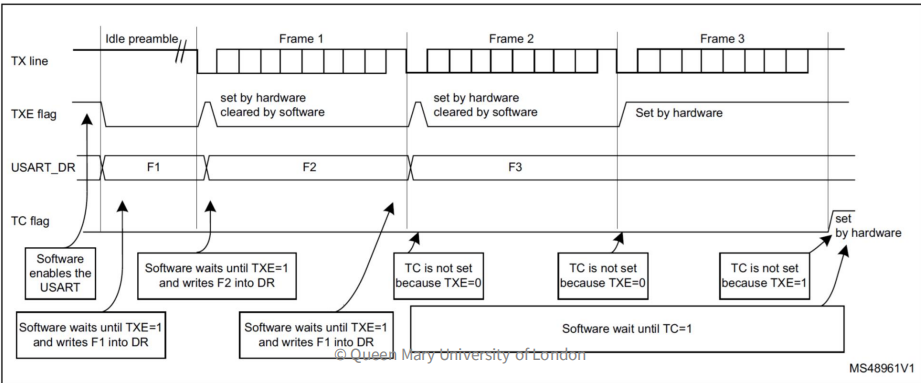 Idle preamble
Frame 1
Frame 2
Frame 3
TX line
TXE flag
set by hardware
cleared by software
set by hardware
cleared by software
Set by hardware
USART_DR
F1
F2
F3
TC flag
set
by hardware
Software
enables the
USART
Software waits until TXE=1
and writes F2 into DR
TC is not set
because TXE=0
TC is not set
because TXE=0
TC is not set
because TXE=1
Software waits until TXE=1
and writes F1 into DR
Software waits until TXE=1
and writes F1 into DR
Software wait until TC=1
© Queen Mary University of London
MS48961V1